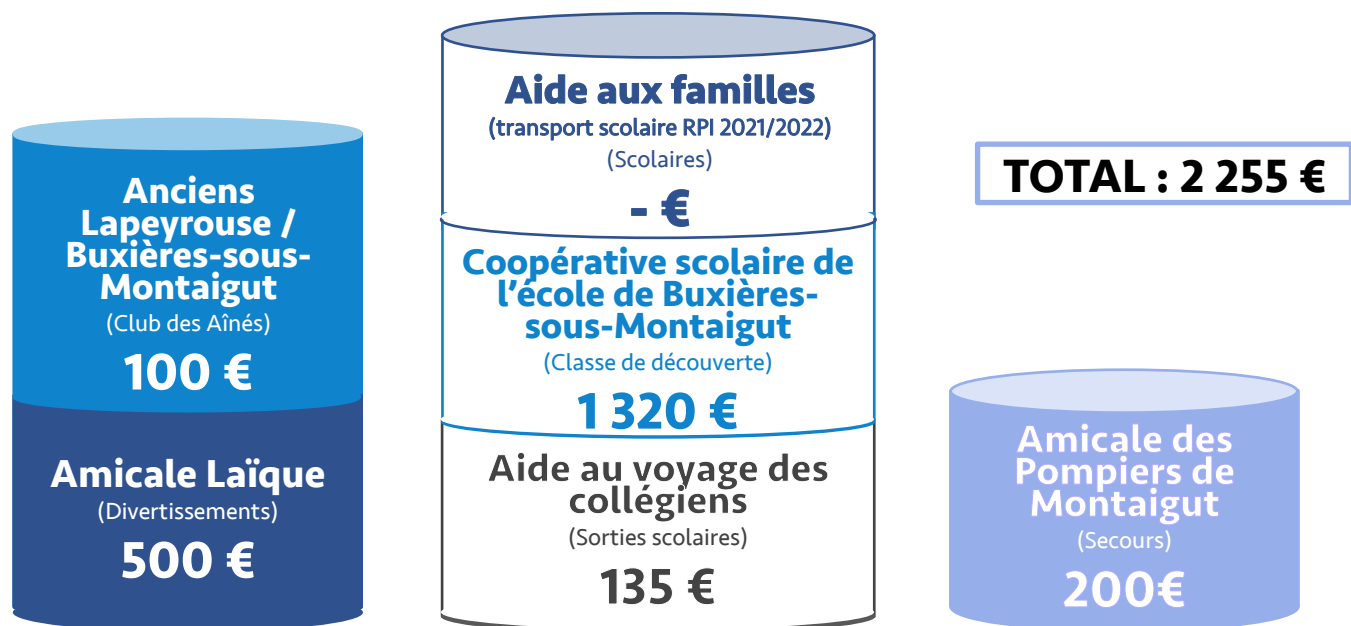 Anciens
Lapeyrouse /
Buxières-sous-
Montaigut
(Club des Aînés)
100 €
Amicale Laïque
(Divertissements)
500 €
Aide aux familles
(transport scolaire RPI 2021/2022)
(Scolaires)
- €
Coopérative scolaire de
l’école de Buxières-
sous-Montaigut
(Classe de découverte)
1 320 €
Aide au voyage des
collégiens
(Sorties scolaires)
135 €
TOTAL : 2 255 €
Amicale des
Pompiers de
Montaigut
(Secours)
200€